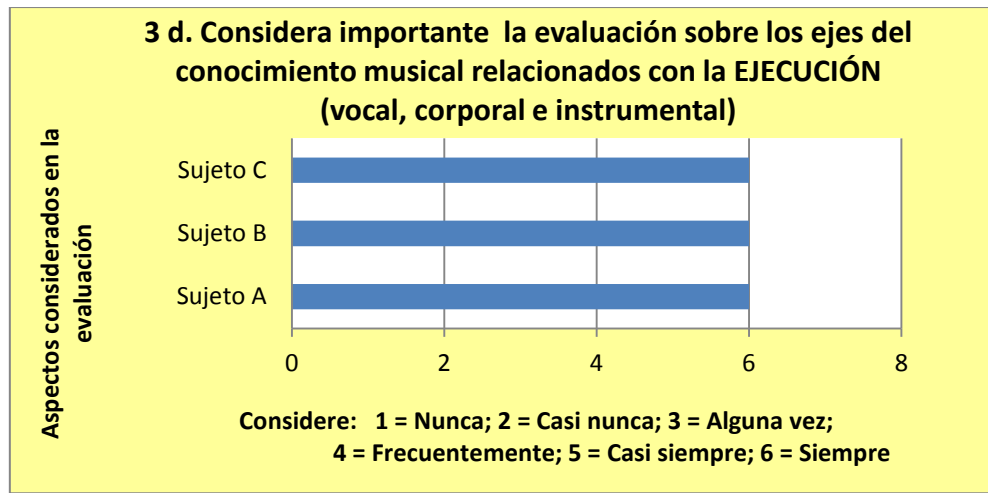 3 d. Considera importante la evaluación sobre los ejes del
conocimiento musical relacionados con la EJECUCIÓN
(vocal, corporal e instrumental)
Aspectos considerados en la
evaluación
Sujeto C
Sujeto B
Sujeto A
0 2 4 6 8
Considere: 1 = Nunca; 2 = Casi nunca; 3 = Alguna vez;
4 = Frecuentemente; 5 = Casi siempre; 6 = Siempre